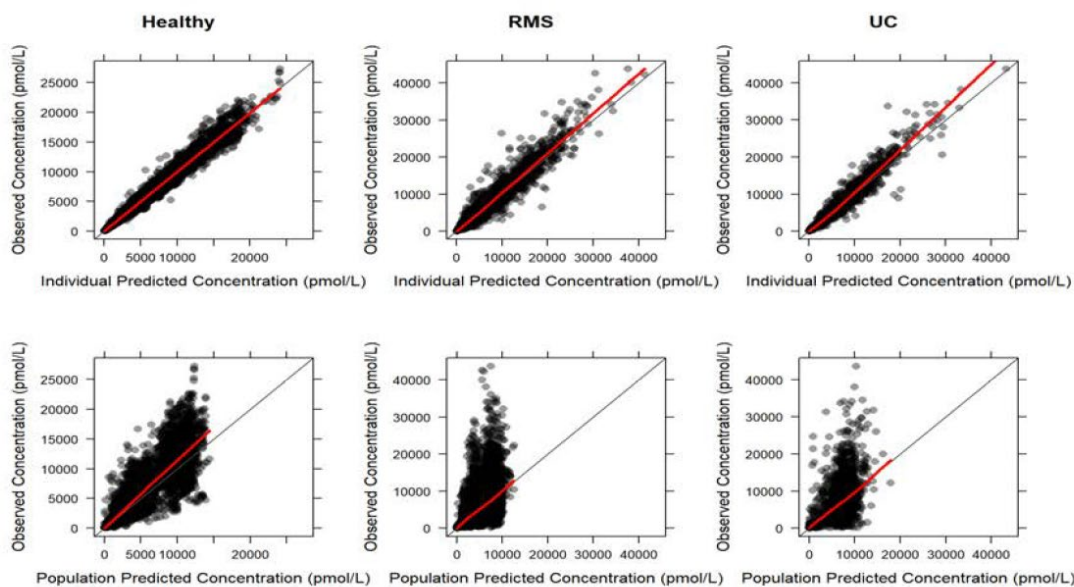 Healthy RMS UC
Observed Concentration (pmol/L)
25000
20000
15000
10000
5000
0
0 5000 10000 20000
Individual Predicted Concentration (pmol/L)
Observed Concentration (pmol/L)
40000
30000
20000
10000
0
0 10000 20000 30000 40000
Individual Predicted Concentration (pmol/L)
Observed Concentration (pmol/L)
40000
30000
20000
10000
0
0 10000 20000 30000 40000
Individual Predicted Concentration (pmol/L)
Observed Concentration (pmol/L)
25000
20000
15000
10000
5000
0
0 5000 10000 20000
Population Predicted Concentration (pmol/L)
Observed Concentration (pmol/L)
40000
30000
20000
10000
0
0 10000 20000 30000 40000
Population Predicted Concentration (pmol/L)
Observed Concentration (pmol/L)
40000
30000
20000
10000
0
0 10000 20000 30000 40000
Population Predicted Concentration (pmol/L)